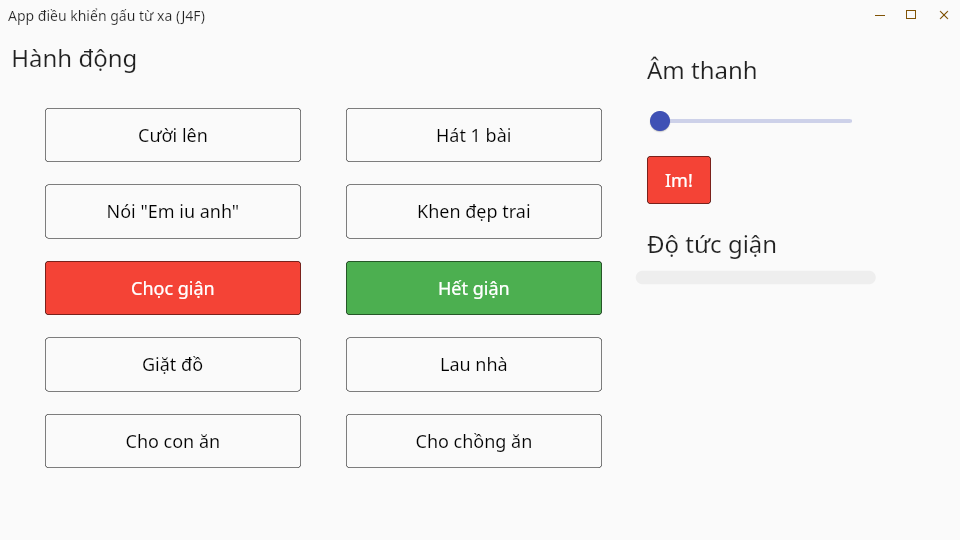 App điều khiển gấu từ xa (J4F)
Hành động
Cười lên
Hát 1 bài
Nói "Em iu anh"
Khen đẹp trai
Chọc giận
Hết giận
Giặt đồ
Lau nhà
Cho con ăn
Cho chồng ăn
Âm thanh
Im!
Độ tức giận